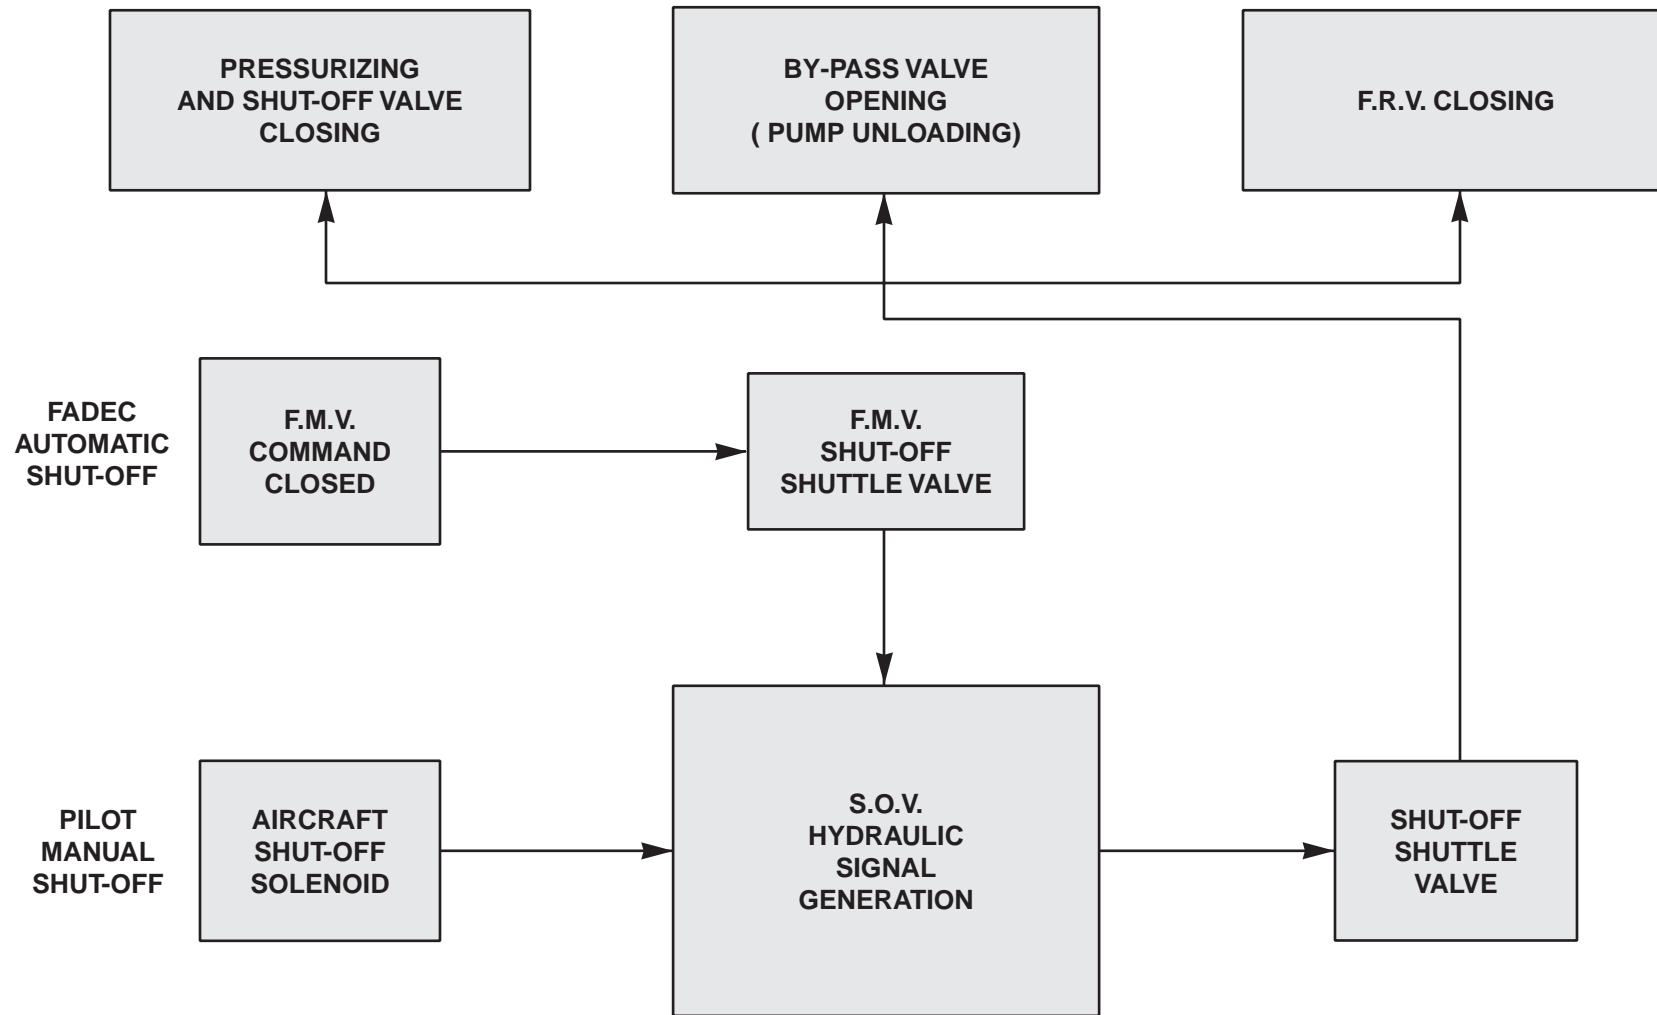 PRESSURIZING
AND SHUT-OFF VALVE
CLOSING
BY-PASS VALVE
OPENING
( PUMP UNLOADING)
F.R.V. CLOSING
FADEC
AUTOMATIC
SHUT-OFF
F.M.V.
COMMAND
CLOSED
F.M.V.
SHUT-OFF
SHUTTLE VALVE
PILOT
MANUAL
SHUT-OFF
AIRCRAFT
SHUT-OFF
SOLENOID
S.O.V.
HYDRAULIC
SIGNAL
GENERATION
SHUT-OFF
SHUTTLE
VALVE